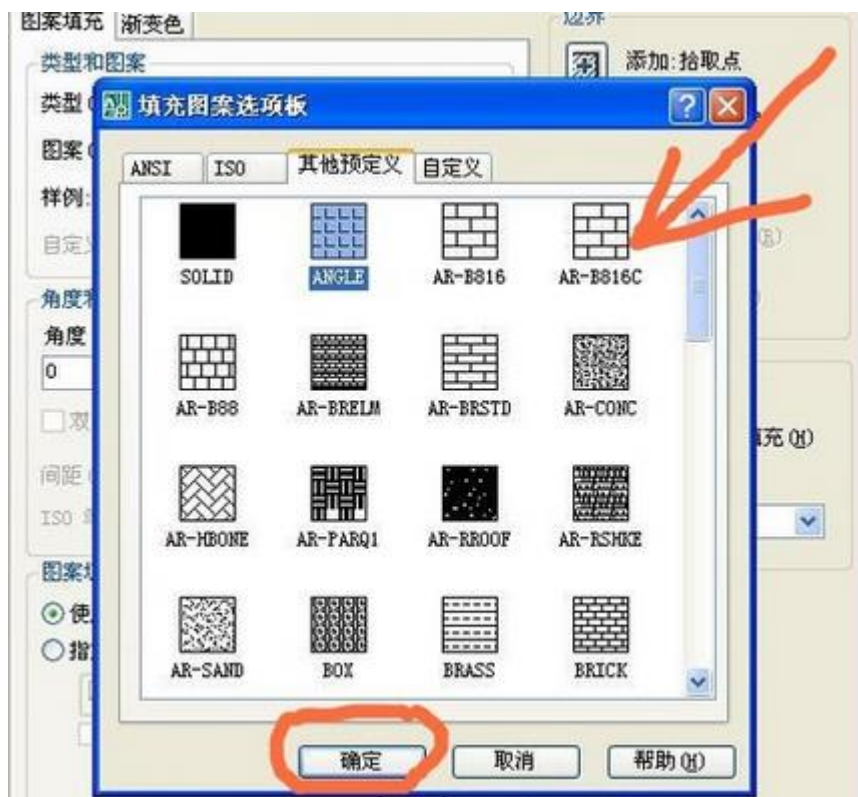 图案填充 渐变色
边界
类型和图案
添加:拾取点
类型
填充图案选项板
图案
ANSI ISO 其他预定义 自定义
样例:
SOLID ANGLE AR-B816 AR-B816C
(R)
角度
角度
0
AR-B88 AR-BRELM AR-BRSTD AR-CONC
双
填充(H)
间距
ISO
AR-HBONE AR-PARQ1 AR-RROOF AR-RSHKE
图案填
使
指
AR-SAND BOX BRASS BRICK
确定 取消 帮助(H)